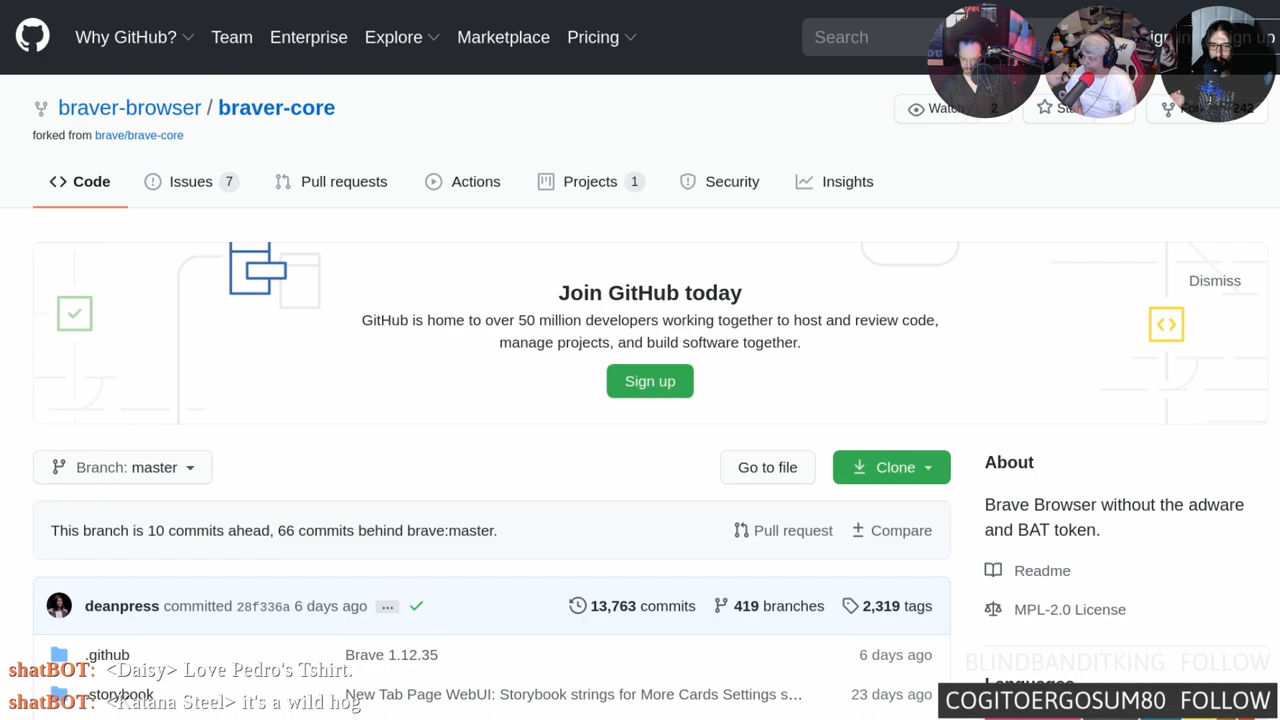 Why GitHub? Team Enterprise Explore Marketplace Pricing Search
braver-browser / braver-core
forked from brave/brave-core
Watch 2
242
Code Issues 7 Pull requests Actions Projects 1 Security Insights
Dismiss
Join GitHub today
GitHub is home to over 50 million developers working together to host and review code,
manage projects, and build software together.
Sign up
Branch: master Go to file Clone
This branch is 10 commits ahead, 66 commits behind brave:master. Pull request Compare
deanpress committed 28f336a 6 days ago ... 13,763 commits 419 branches 2,319 tags
.github Brave 1.12.35 6 days ago
.storybook New Tab Page WebUI: Storybook strings for More Cards Settings s... 23 days ago
About
Brave Browser without the adware
and BAT token.
Readme
MPL-2.0 License
Languages
shatBOT: <Daisy> Love Pedro's Tshirt.
shatBOT: <Katana Steel> it's a wild hog
BLINDBANDITKING FOLLOW
COGITOERGOSUM80 FOLLOW